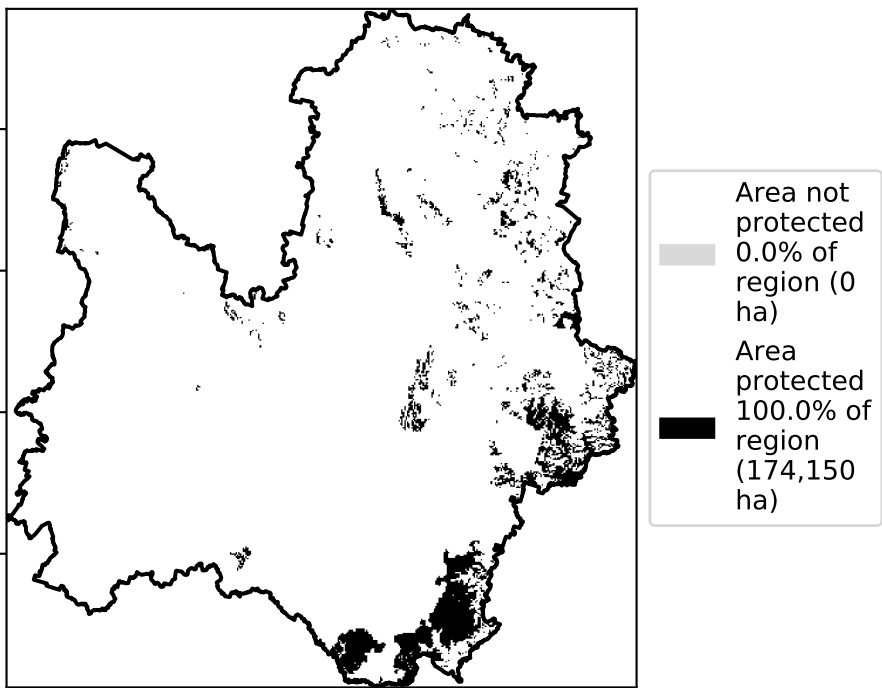 Area not
protected
0.0% of
region (0
ha)
Area
protected
100.0% of
region
(174,150
ha)